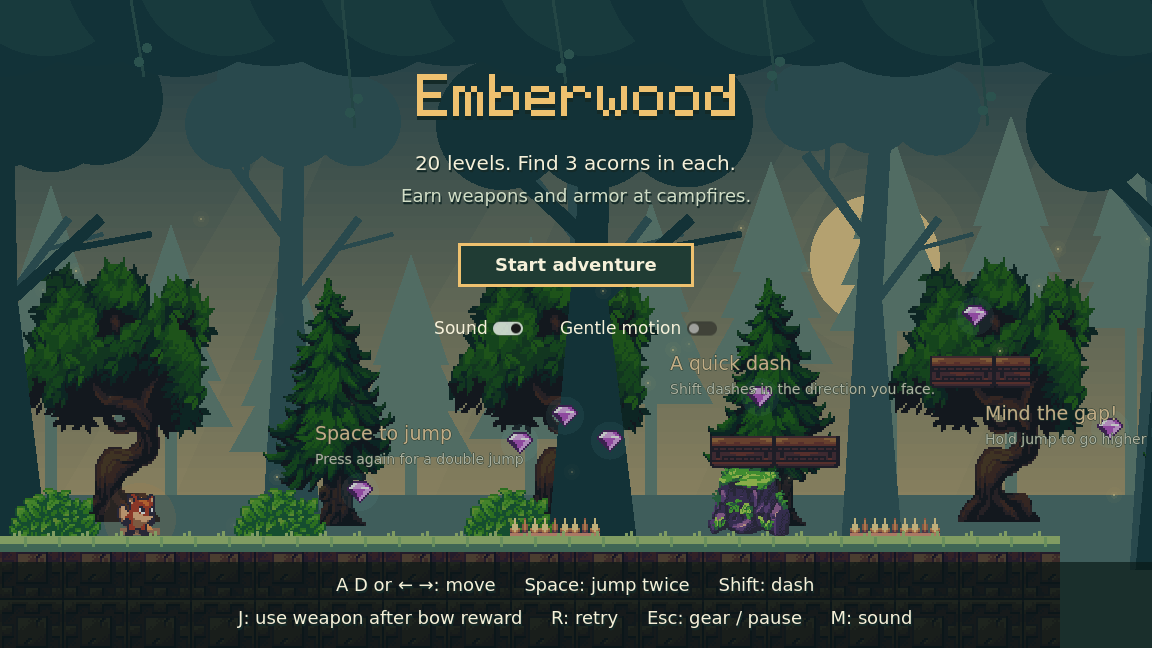 Emberwood
20 levels. Find 3 acorns in each.
Earn weapons and armor at campfires.
Start adventure
Sound
Gentle motion
A quick dash
Shift dashes in the direction you face.
Mind the gap!
Hold jump to go higher
Space to jump
Press again for a double jump
A D or ← →: move Space: jump twice Shift: dash
J: use weapon after bow reward R: retry Esc: gear / pause M: sound